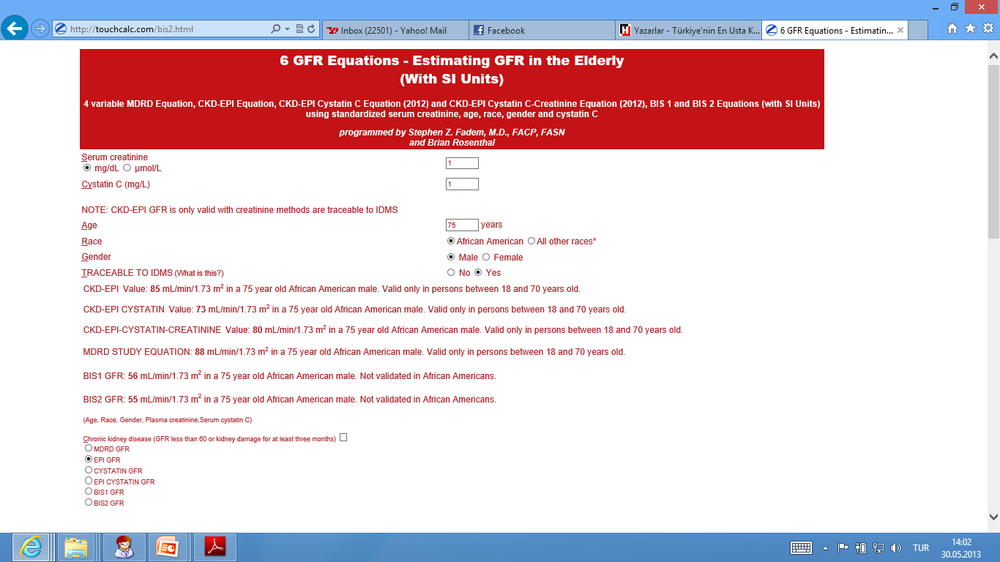 http://touchcalc.com/bis2.html
Inbox (22501) - Yahoo! Mail
Facebook
Yazarlar - Türkiye'nin En Usta K...
6 GFR Equations - Estimatin...
6 GFR Equations - Estimating GFR in the Elderly
(With SI Units)
4 variable MDRD Equation, CKD-EPI Equation, CKD-EPI Cystatin C Equation (2012) and CKD-EPI Cystatin C-Creatinine Equation (2012), BIS 1 and BIS 2 Equations (with SI Units)
using standardized serum creatinine, age, race, gender and cystatin C
programmed by Stephen Z. Fadem, M.D., FACP, FASN
and Brian Rosenthal
Serum creatinine
mg/dL µmol/L 1
Cystatin C (mg/L) 1
NOTE: CKD-EPI GFR is only valid with creatinine methods are traceable to IDMS
Age 75 years
Race African American All other races*
Gender Male Female
TRACEABLE TO IDMS (What is this?) No Yes
CKD-EPI Value: 85 mL/min/1.73 m² in a 75 year old African American male. Valid only in persons between 18 and 70 years old.
CKD-EPI CYSTATIN Value: 73 mL/min/1.73 m² in a 75 year old African American male. Valid only in persons between 18 and 70 years old.
CKD-EPI-CYSTATIN-CREATININE Value: 80 mL/min/1.73 m² in a 75 year old African American male. Valid only in persons between 18 and 70 years old.
MDRD STUDY EQUATION: 88 mL/min/1.73 m² in a 75 year old African American male. Valid only in persons between 18 and 70 years old.
BIS1 GFR: 56 mL/min/1.73 m² in a 75 year old African American male. Not validated in African Americans.
BIS2 GFR: 55 mL/min/1.73 m² in a 75 year old African American male. Not validated in African Americans.
(Age, Race, Gender, Plasma creatinine,Serum cystatin C)
Chronic kidney disease (GFR less than 60 or kidney damage for at least three months)
MDRD GFR
EPI GFR
CYSTATIN GFR
EPI CYSTATIN GFR
BIS1 GFR
BIS2 GFR
TUR
14:02
30.05.2013